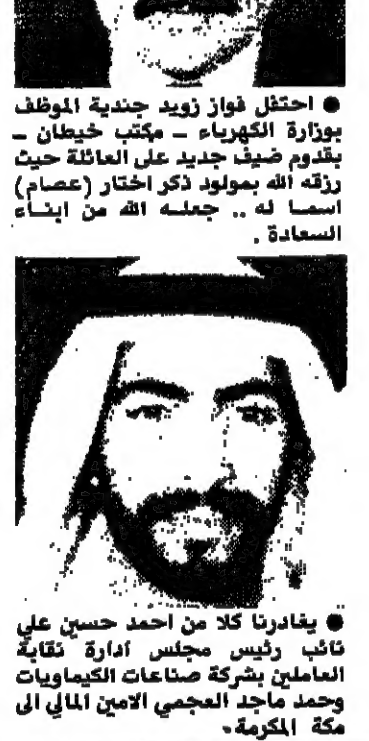 ● احتفل فواز زويد جندية الموظف
بوزارة الكهرباء – مكتب خيطان –
بقدوم ضيف جديد على العائلة حيث
رزقه الله بمولود ذكر اختار (عصام)
اسما له .. جعله الله من ابناء
السعادة .
● يغادرنا كلا من احمد حسين علي
نائب رئيس مجلس ادارة نقابة
العاملين بشركة صناعات الكيماويات
وحمد ماجد العجمي الامين المالي الى
مكة المكرمة .